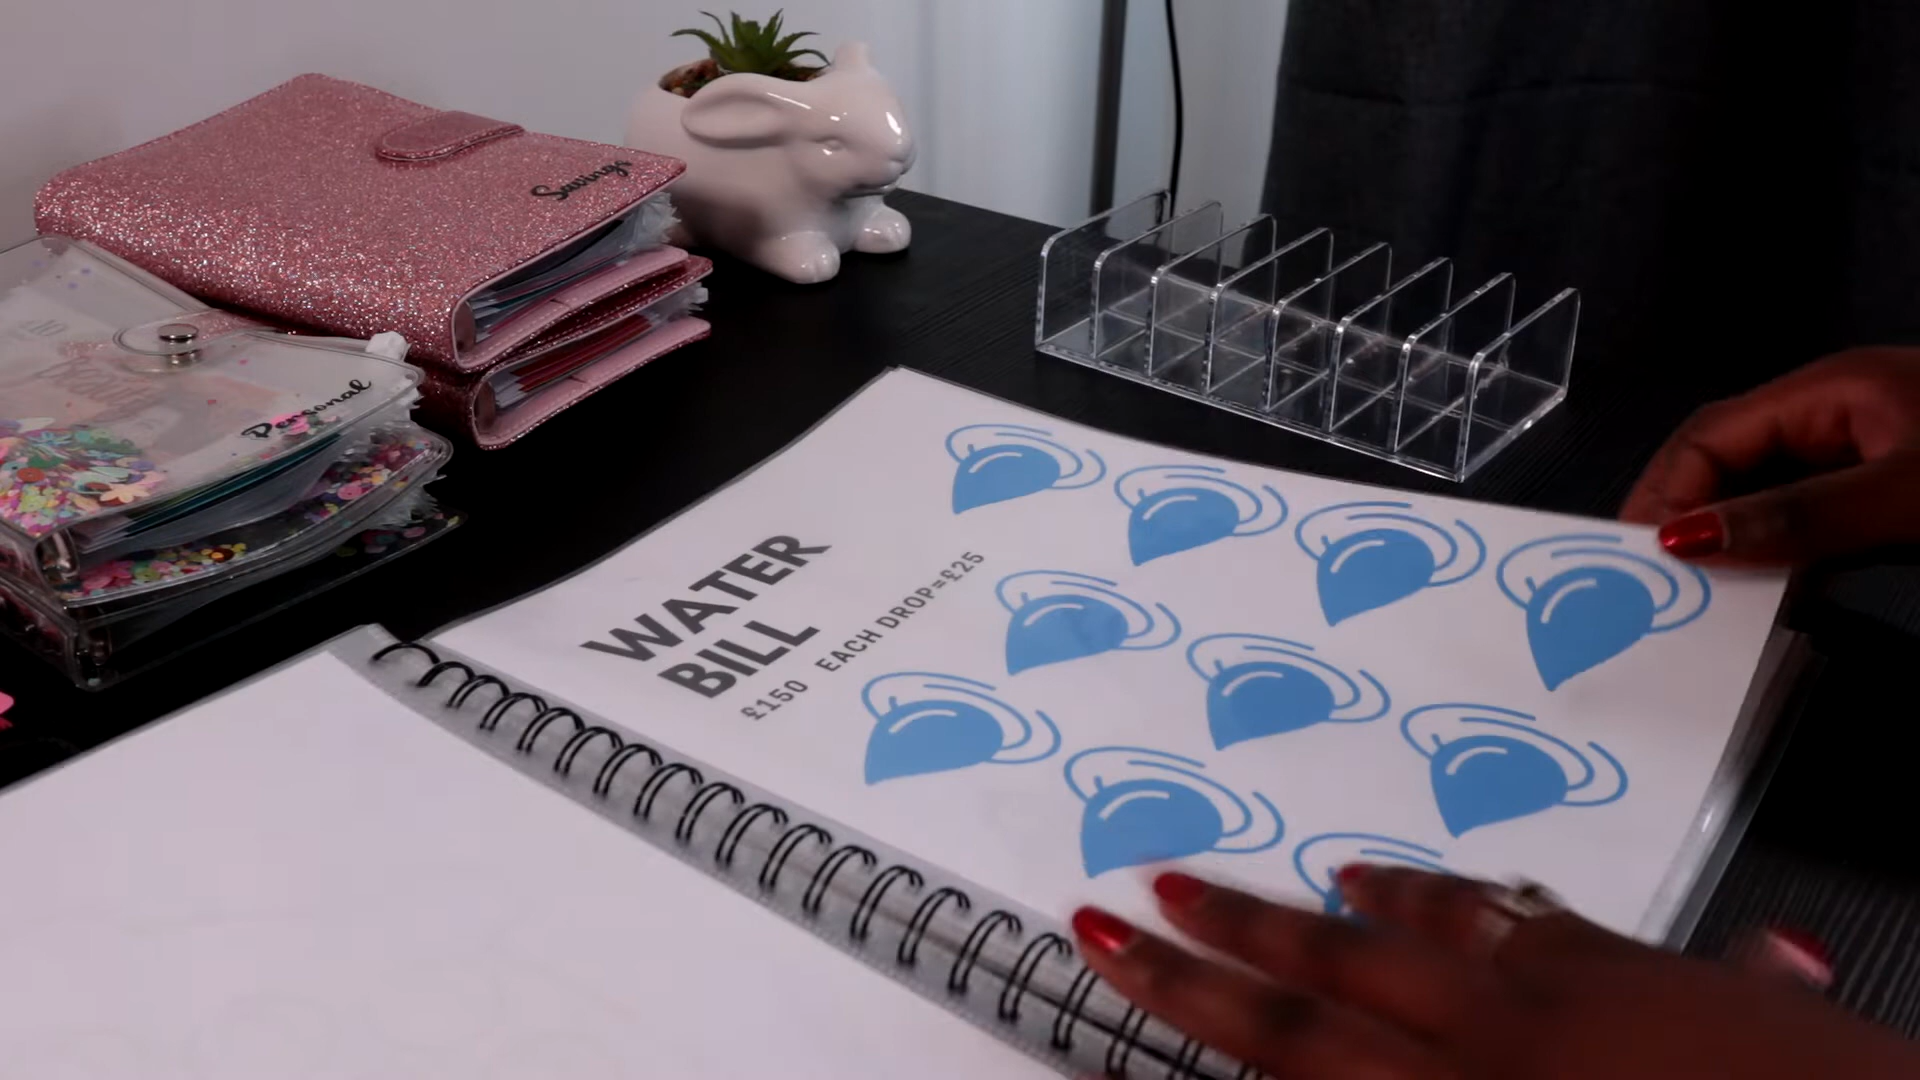 Savings
Personal
WATER
BILL
£150 EACH DROP=£25